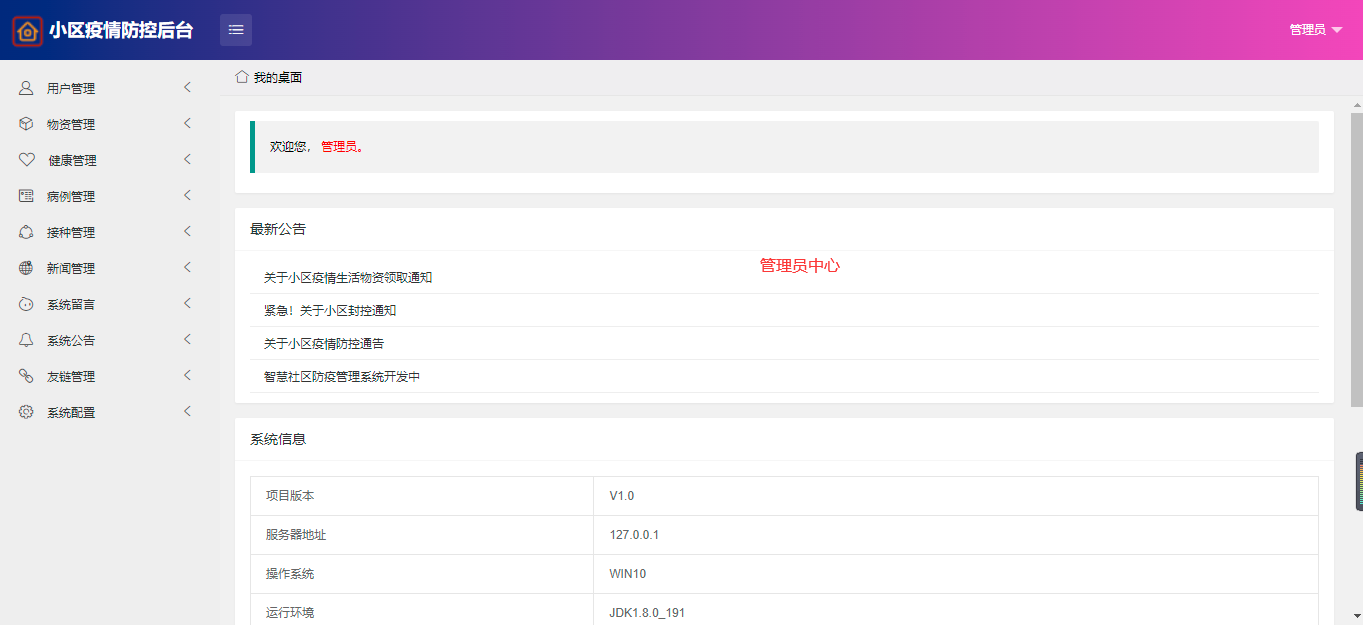 小区疫情防控后台
管理员
用户管理
物资管理
健康管理
病例管理
接种管理
新闻管理
系统留言
系统公告
友链管理
系统配置
我的桌面
欢迎您，管理员。
最新公告
管理员中心
关于小区疫情生活物资领取通知
紧急！关于小区封控通知
关于小区疫情防控通告
智慧社区防疫管理系统开发中
系统信息
项目版本 V1.0
服务器地址 127.0.0.1
操作系统 WIN10
运行环境 JDK1.8.0_191